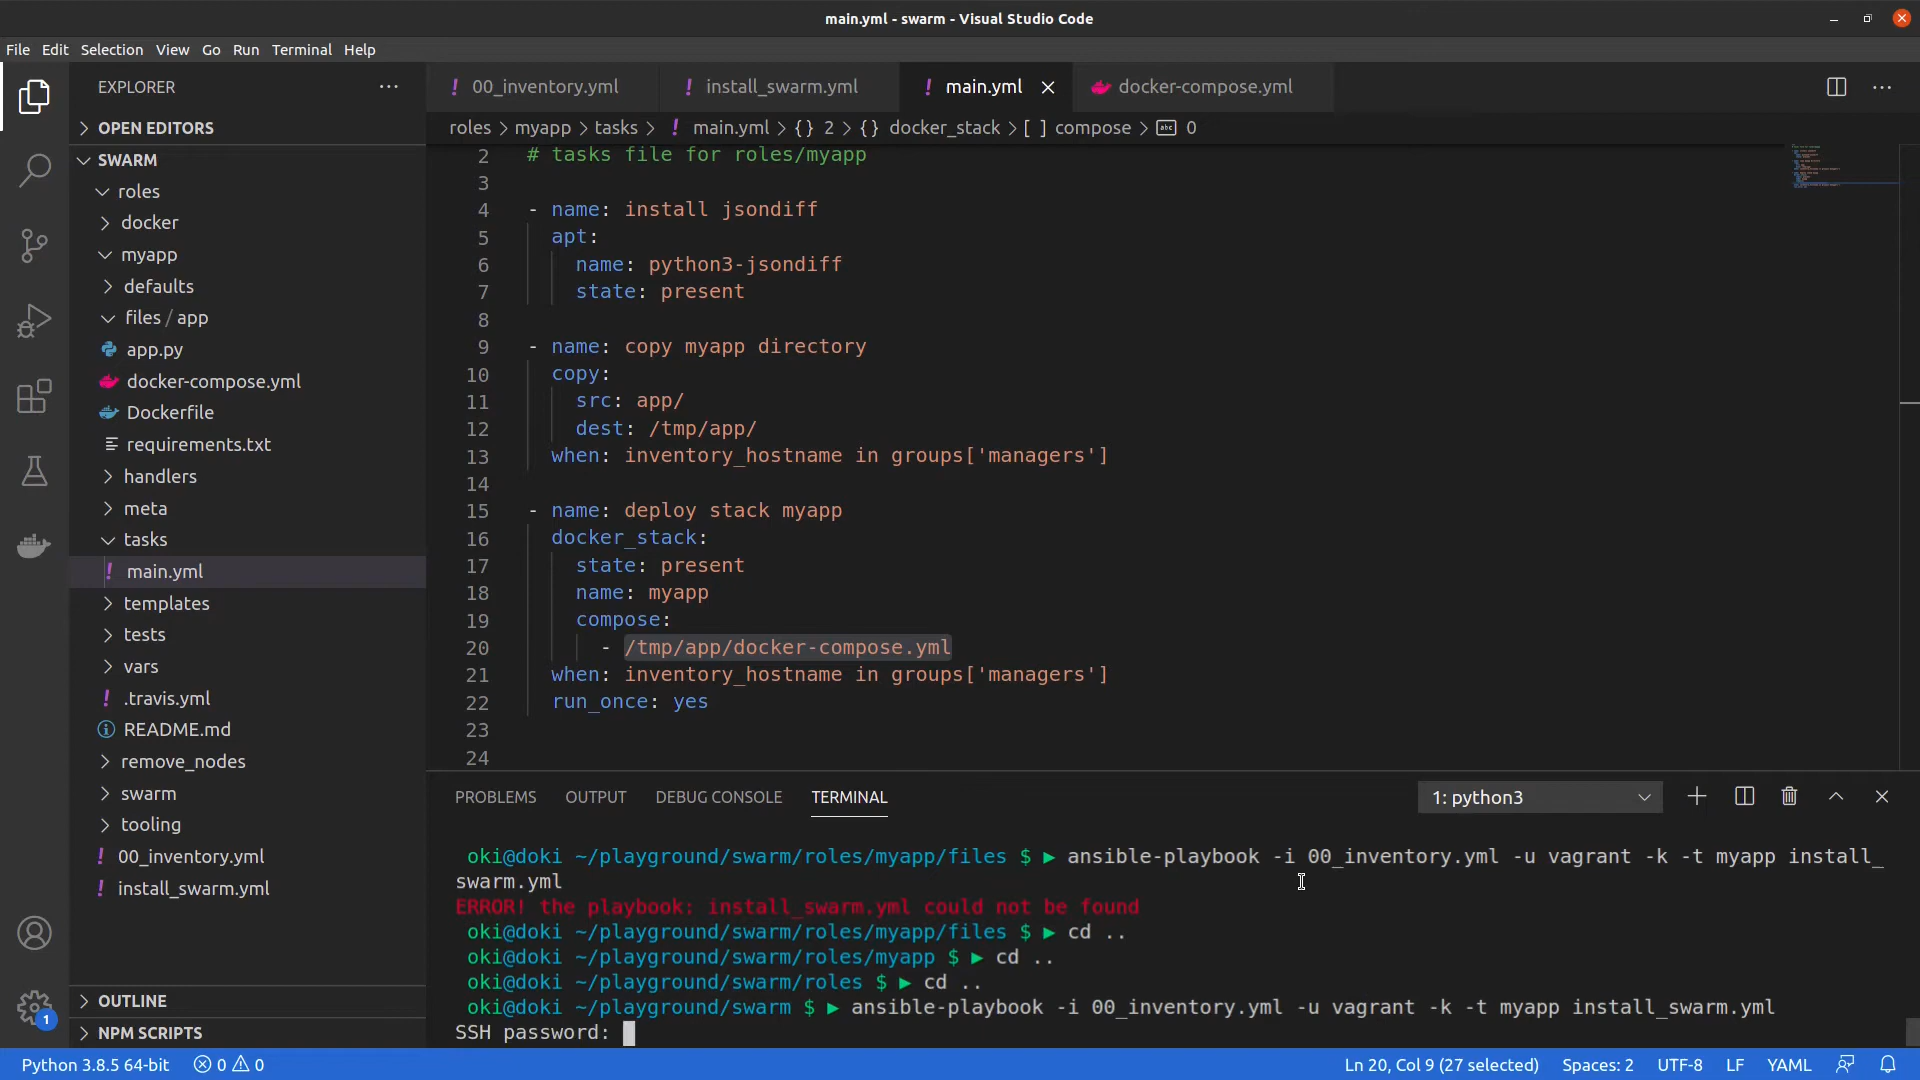 main.yml - swarm - Visual Studio Code
File Edit Selection View Go Run Terminal Help
EXPLORER
OPEN EDITORS
SWARM
roles
docker
myapp
defaults
files / app
app.py
docker-compose.yml
Dockerfile
requirements.txt
handlers
meta
tasks
main.yml
templates
tests
vars
.travis.yml
README.md
remove_nodes
swarm
tooling
00_inventory.yml
install_swarm.yml
OUTLINE
NPM SCRIPTS
00_inventory.yml install_swarm.yml main.yml docker-compose.yml
roles > myapp > tasks > ! main.yml > {} 2 > {} docker_stack > [ ] compose > abc 0
2 # tasks file for roles/myapp
3
4 - name: install jsondiff
5 apt:
6 name: python3-jsondiff
7 state: present
8
9 - name: copy myapp directory
10 copy:
11 src: app/
12 dest: /tmp/app/
13 when: inventory_hostname in groups['managers']
14
15 - name: deploy stack myapp
16 docker_stack:
17 state: present
18 name: myapp
19 compose:
20 - /tmp/app/docker-compose.yml
21 when: inventory_hostname in groups['managers']
22 run_once: yes
23
24
PROBLEMS OUTPUT DEBUG CONSOLE TERMINAL 1: python3
oki@doki ~/playground/swarm/roles/myapp/files $ ▶ ansible-playbook -i 00_inventory.yml -u vagrant -k -t myapp install_
swarm.yml
ERROR! the playbook: install_swarm.yml could not be found
oki@doki ~/playground/swarm/roles/myapp/files $ ▶ cd ..
oki@doki ~/playground/swarm/roles/myapp $ ▶ cd ..
oki@doki ~/playground/swarm/roles $ ▶ cd ..
oki@doki ~/playground/swarm $ ▶ ansible-playbook -i 00_inventory.yml -u vagrant -k -t myapp install_swarm.yml
SSH password:
1
Python 3.8.5 64-bit 0 0 Ln 20, Col 9 (27 selected) Spaces: 2 UTF-8 LF YAML